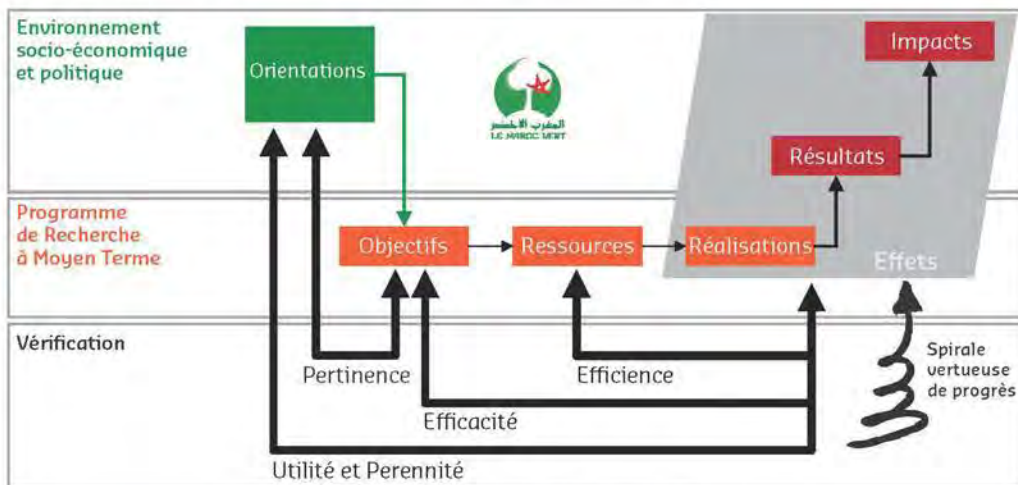 Environnement
socio-économique
et politique
Orientations
المغرب الأخضر
LE MAROC VERT
Impacts
Résultats
Programme
de Recherche
à Moyen Terme
Objectifs
Ressources
Réalisations
Effets
Vérification
Pertinence
Efficience
Efficacité
Utilité et Perennité
Spirale
vertueuse
de progrès